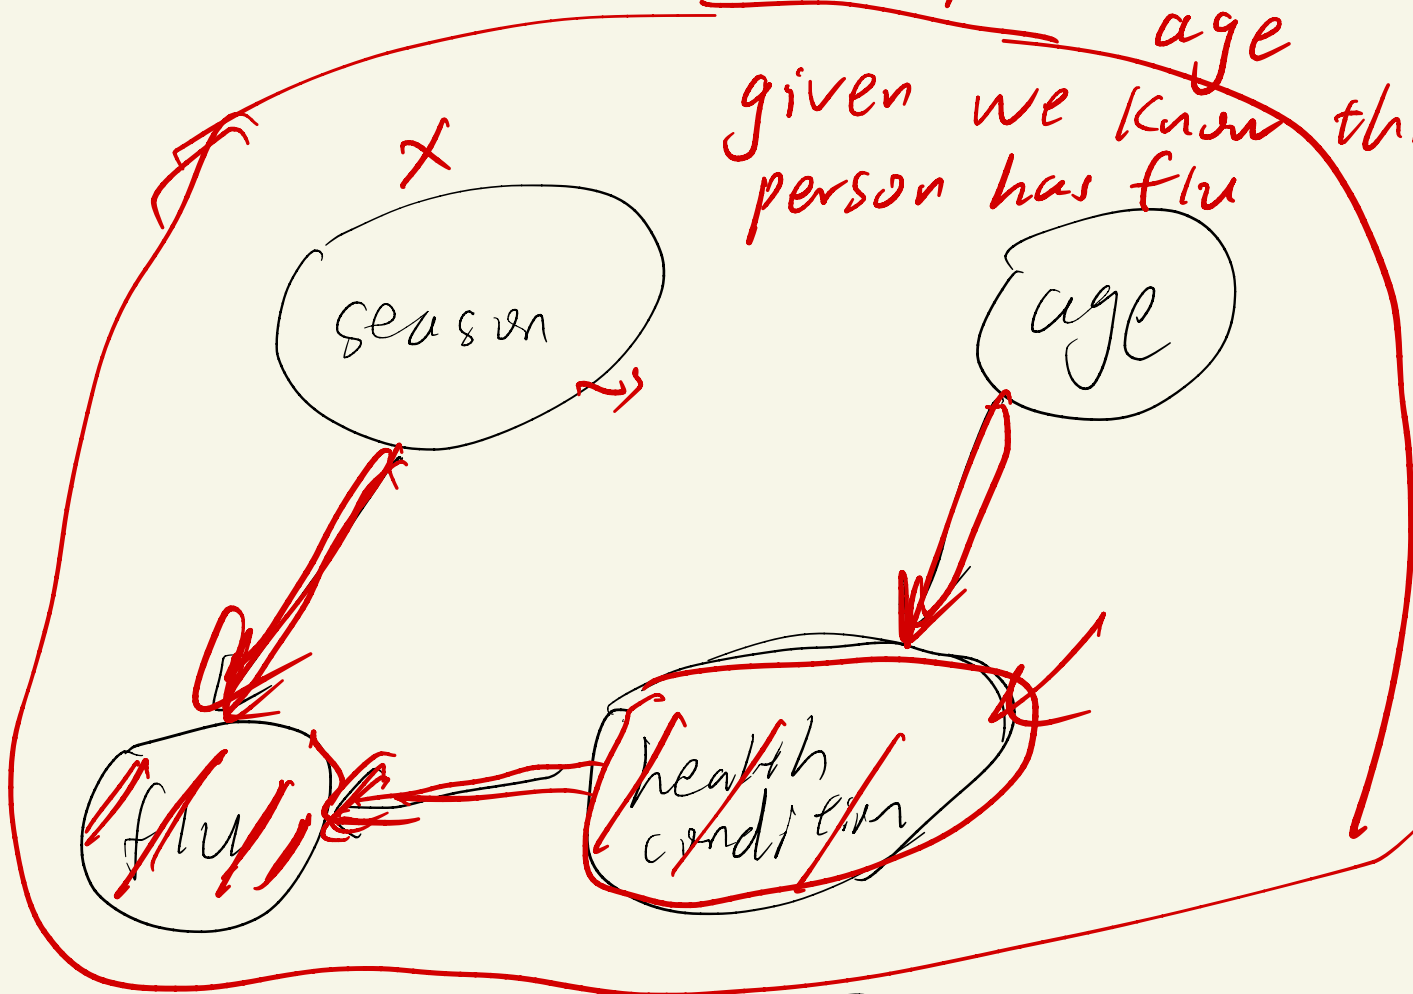 age
given we know th
person has flu
x
season
age
health
condition
flu